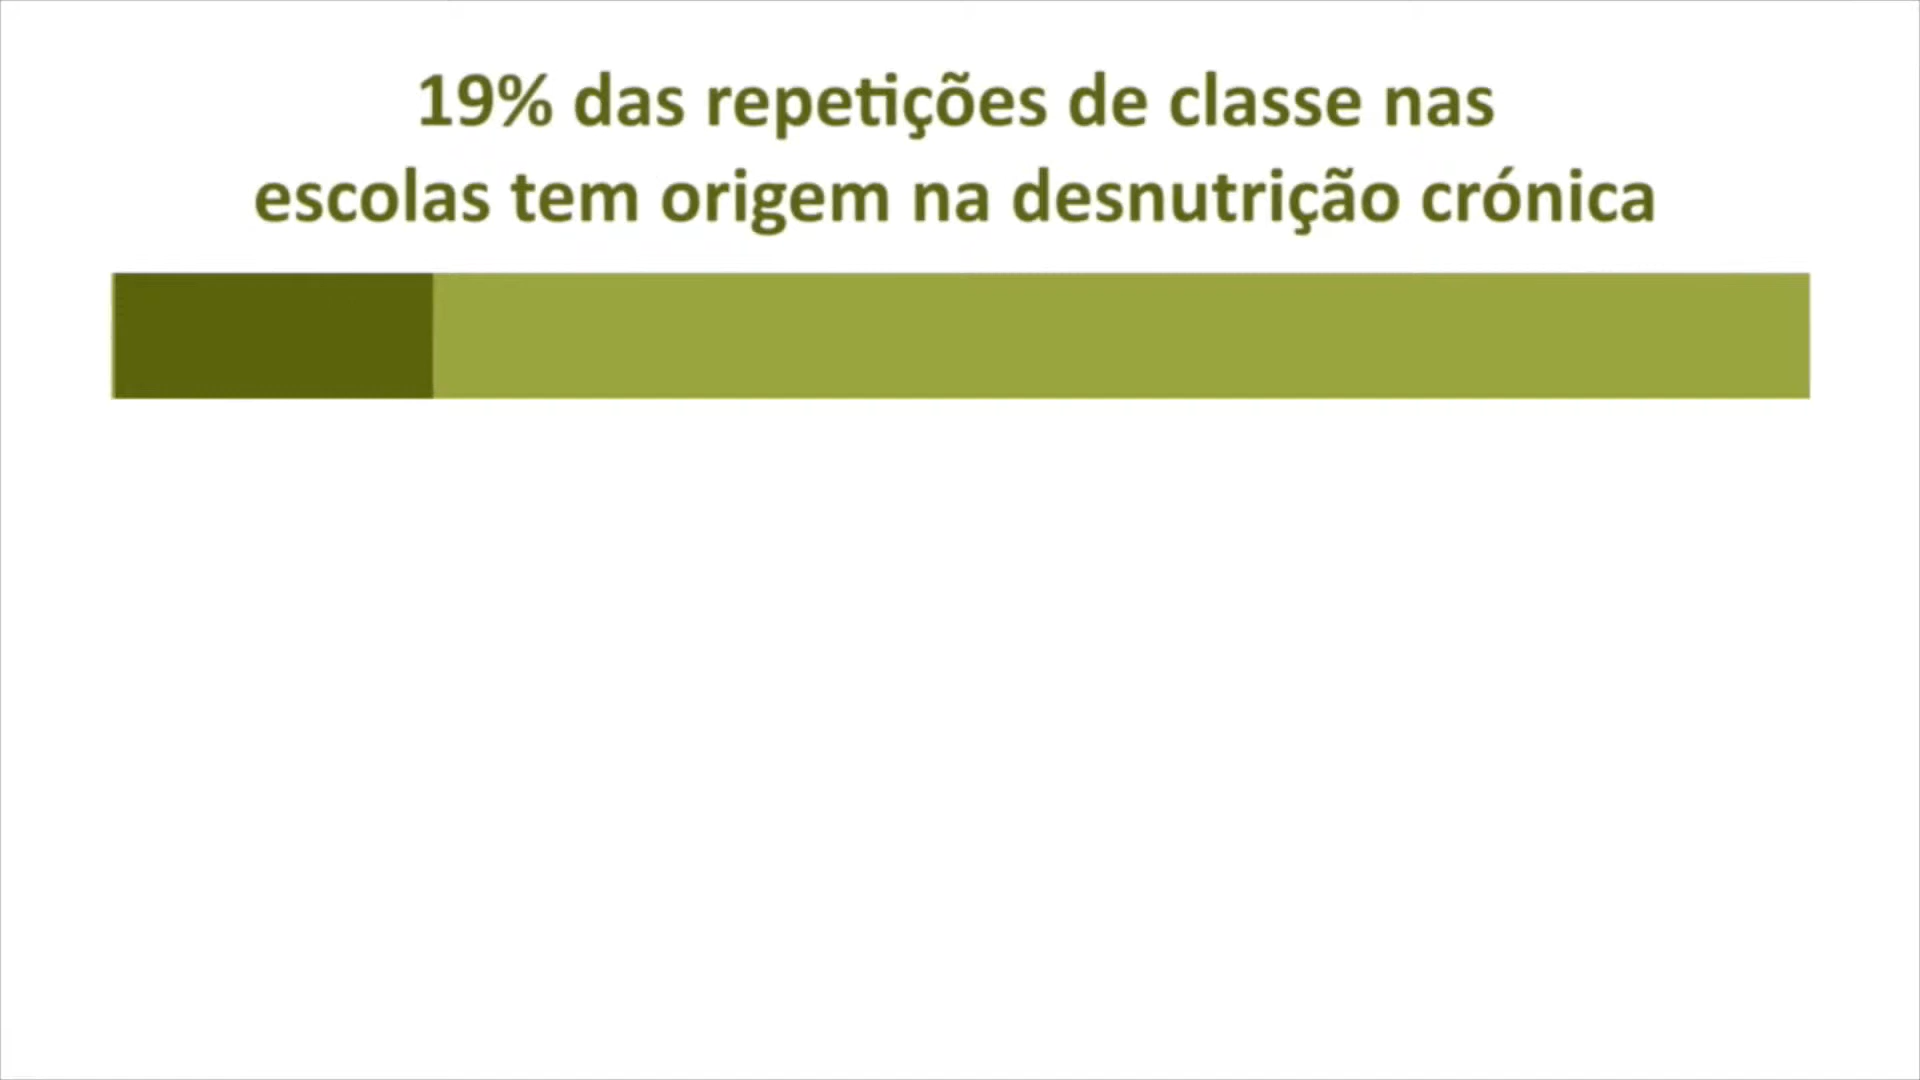 19% das repetições de classe nas
escolas tem origem na desnutrição crónica